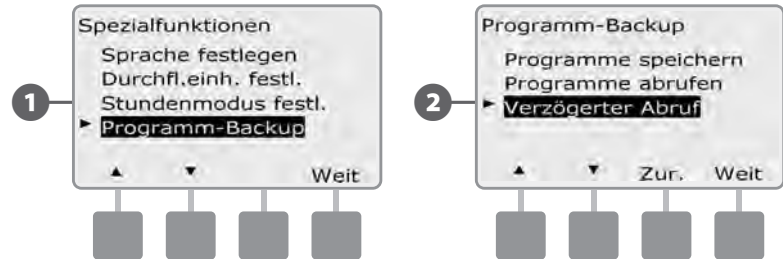 Spezialfunktionen
Sprache festlegen
Durchfl.einh. festl.
Stundenmodus festl.
Programm-Backup
Weit
1
Programm-Backup
Programme speichern
Programme abrufen
Verzögerter Abruf
Zur. Weit
2